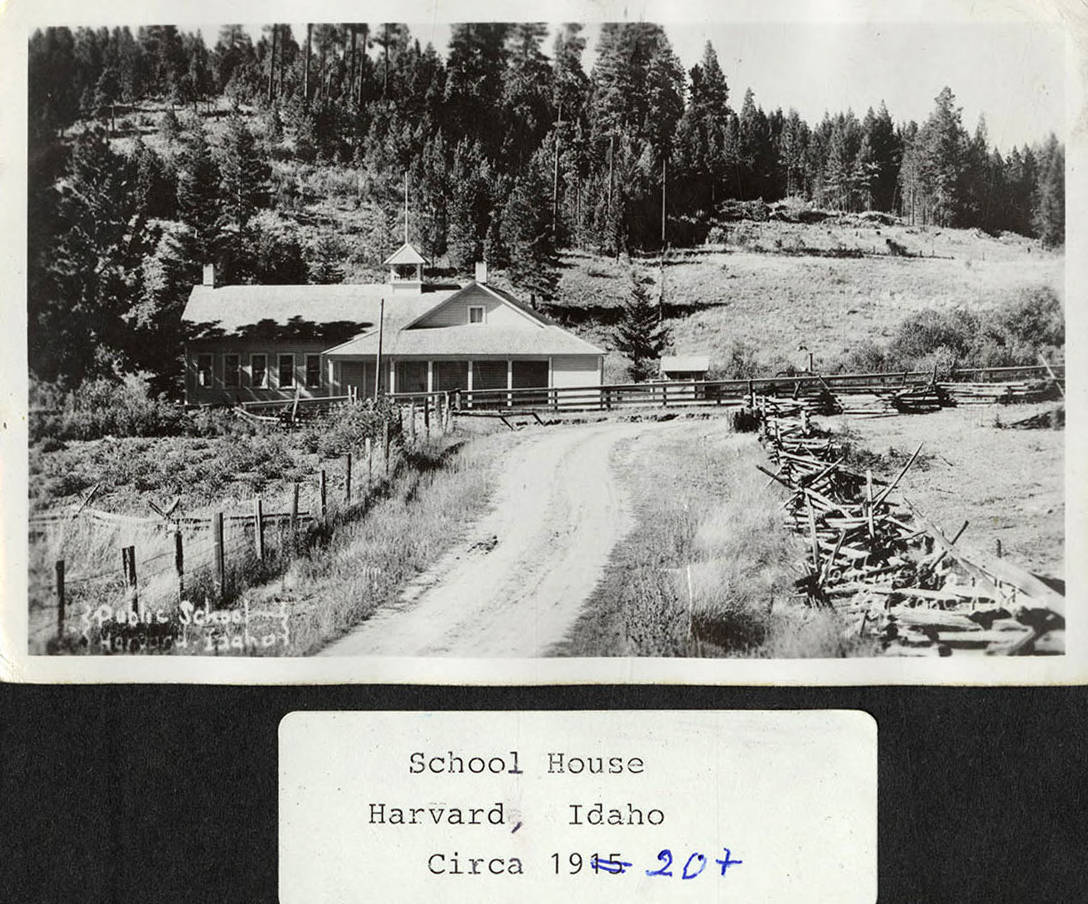 {Public School}
{Harvard, Idaho}
School House
Harvard, Idaho
Circa 1915 20+